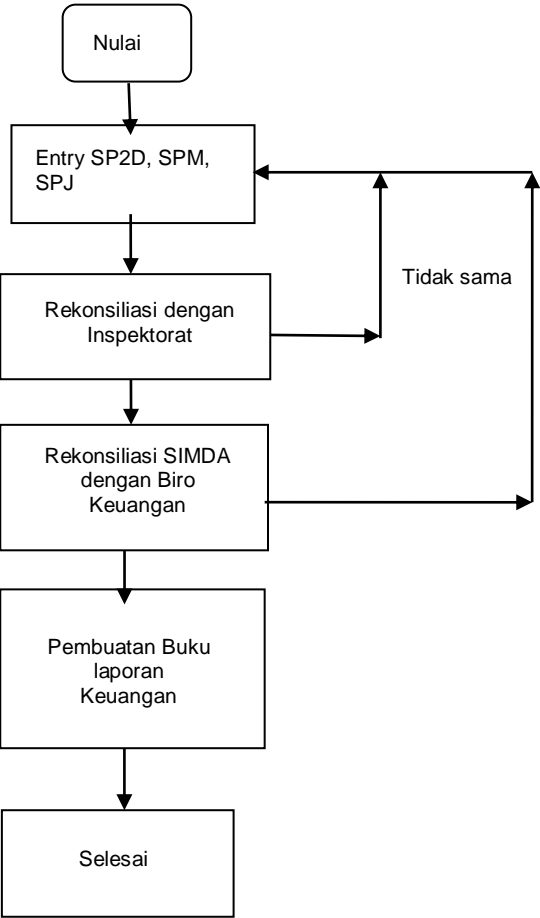 Nulai
Entry SP2D, SPM,
SPJ
Tidak sama
Rekonsiliasi dengan
Inspektorat
Rekonsiliasi SIMDA
dengan Biro
Keuangan
Pembuatan Buku
laporan
Keuangan
Selesai